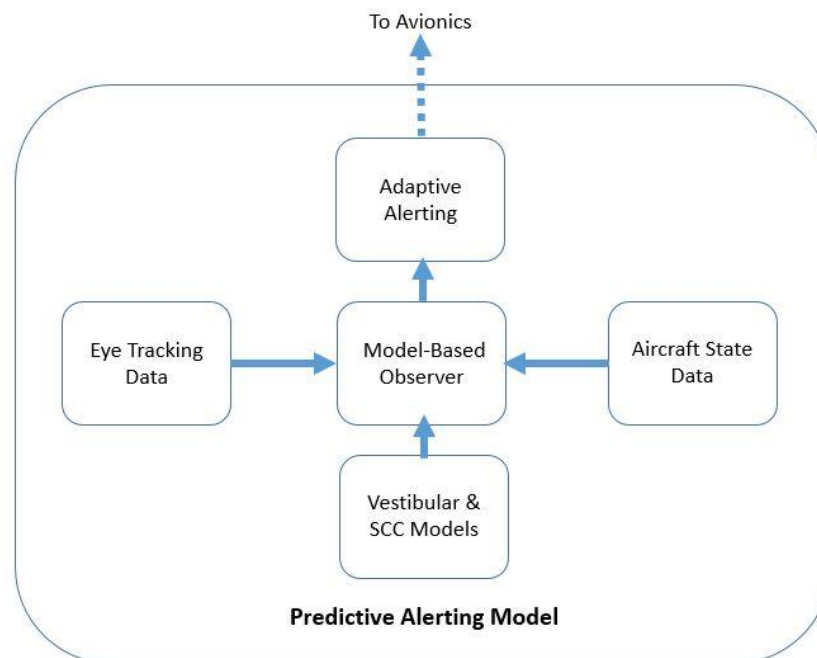 To Avionics
Adaptive
Alerting
Eye Tracking
Data
Model-Based
Observer
Aircraft State
Data
Vestibular &
SCC Models
Predictive Alerting Model